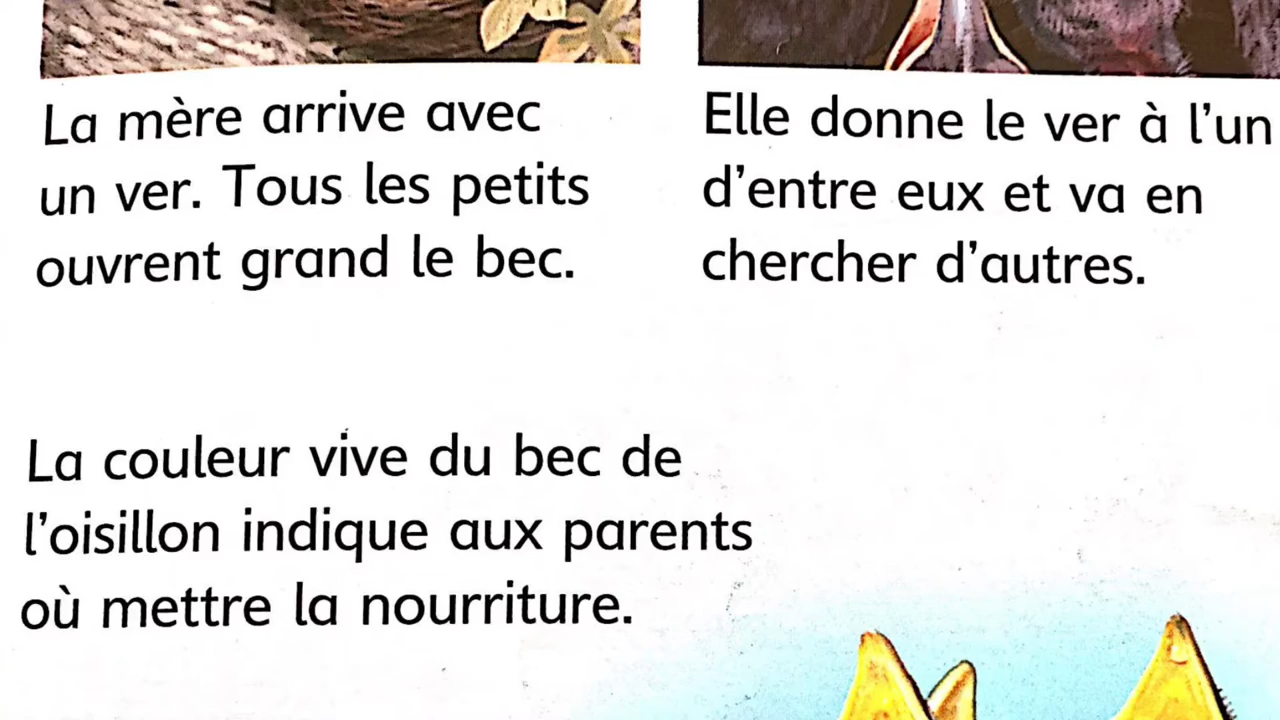 La mère arrive avec
un ver. Tous les petits
ouvrent grand le bec.
Elle donne le ver à l'un
d'entre eux et va en
chercher d'autres.
La couleur vive du bec de
l'oisillon indique aux parents
où mettre la nourriture.